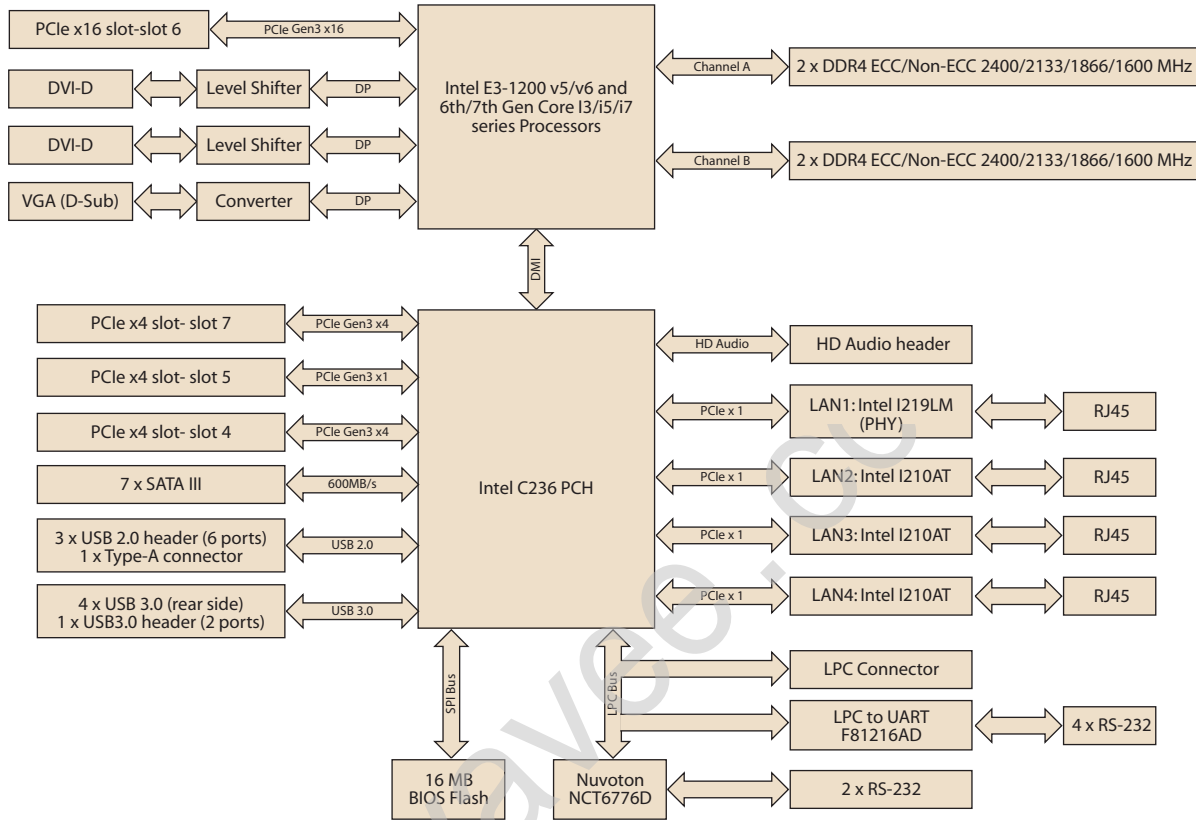 PCIe x16 slot-slot 6
PCIe Gen3 x16
DVI-D
Level Shifter
DP
DVI-D
Level Shifter
DP
VGA (D-Sub)
Converter
DP
Intel E3-1200 v5/v6 and
6th/7th Gen Core I3/i5/i7
series Processors
Channel A
2 x DDR4 ECC/Non-ECC 2400/2133/1866/1600 MHz
Channel B
2 x DDR4 ECC/Non-ECC 2400/2133/1866/1600 MHz
DMI
PCIe x4 slot- slot 7
PCIe Gen3 x4
PCIe x4 slot- slot 5
PCIe Gen3 x1
PCIe x4 slot- slot 4
PCIe Gen3 x4
7 x SATA III
600MB/s
3 x USB 2.0 header (6 ports)
1 x Type-A connector
USB 2.0
4 x USB 3.0 (rear side)
1 x USB3.0 header (2 ports)
USB 3.0
Intel C236 PCH
HD Audio
HD Audio header
PCIe x 1
LAN1: Intel I219LM
(PHY)
RJ45
PCIe x 1
LAN2: Intel I210AT
RJ45
PCIe x 1
LAN3: Intel I210AT
RJ45
PCIe x 1
LAN4: Intel I210AT
RJ45
SPI Bus
LPC Bus
LPC Connector
LPC to UART
F81216AD
4 x RS-232
16 MB
BIOS Flash
Nuvoton
NCT6776D
2 x RS-232